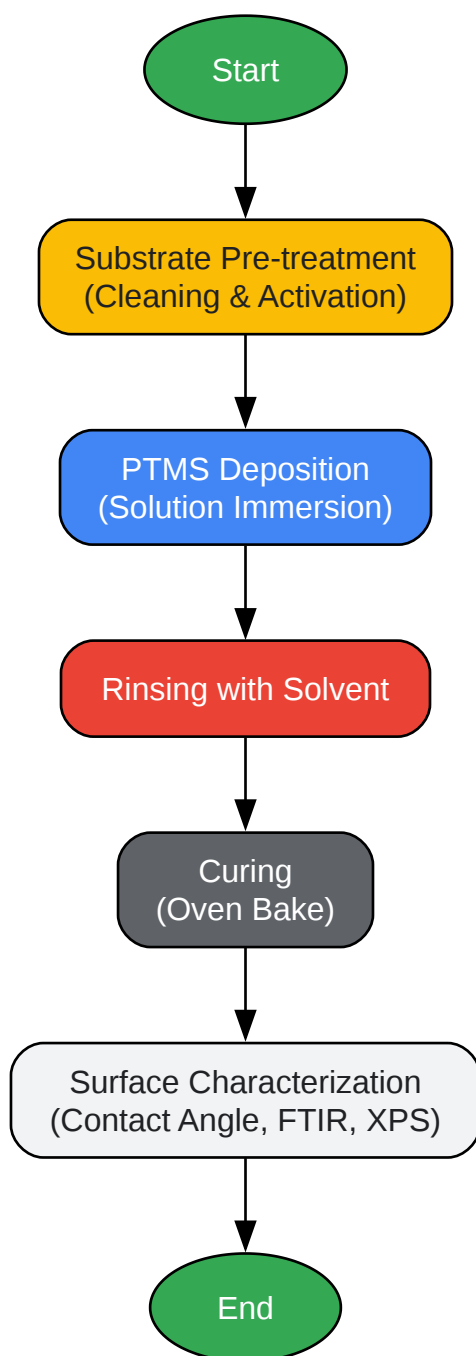 Start
Substrate Pre-treatment
(Cleaning & Activation)
PTMS Deposition
(Solution Immersion)
Rinsing with Solvent
Curing
(Oven Bake)
Surface Characterization
(Contact Angle, FTIR, XPS)
End